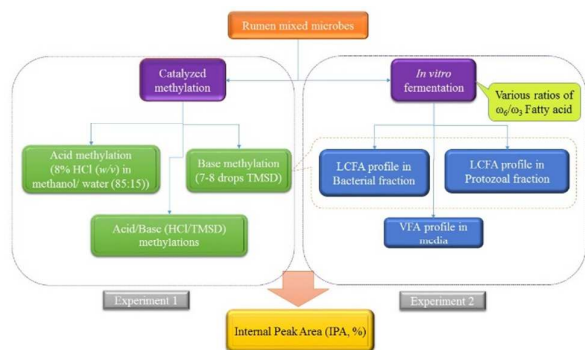 Rumen mixed microbes
Catalyzed
methylation
In vitro
fermentation
Various ratios of
ω6/ω3 Fatty acid
Acid methylation
(8% HCl (w/v) in
methanol/ water (85:15))
Base methylation
(7-8 drops TMSD)
LCFA profile in
Bacterial fraction
LCFA profile in
Protozoal fraction
Acid/Base (HCl/TMSD)
methylations
VFA profile in
media
Experiment 1
Experiment 2
Internal Peak Area (IPA, %)